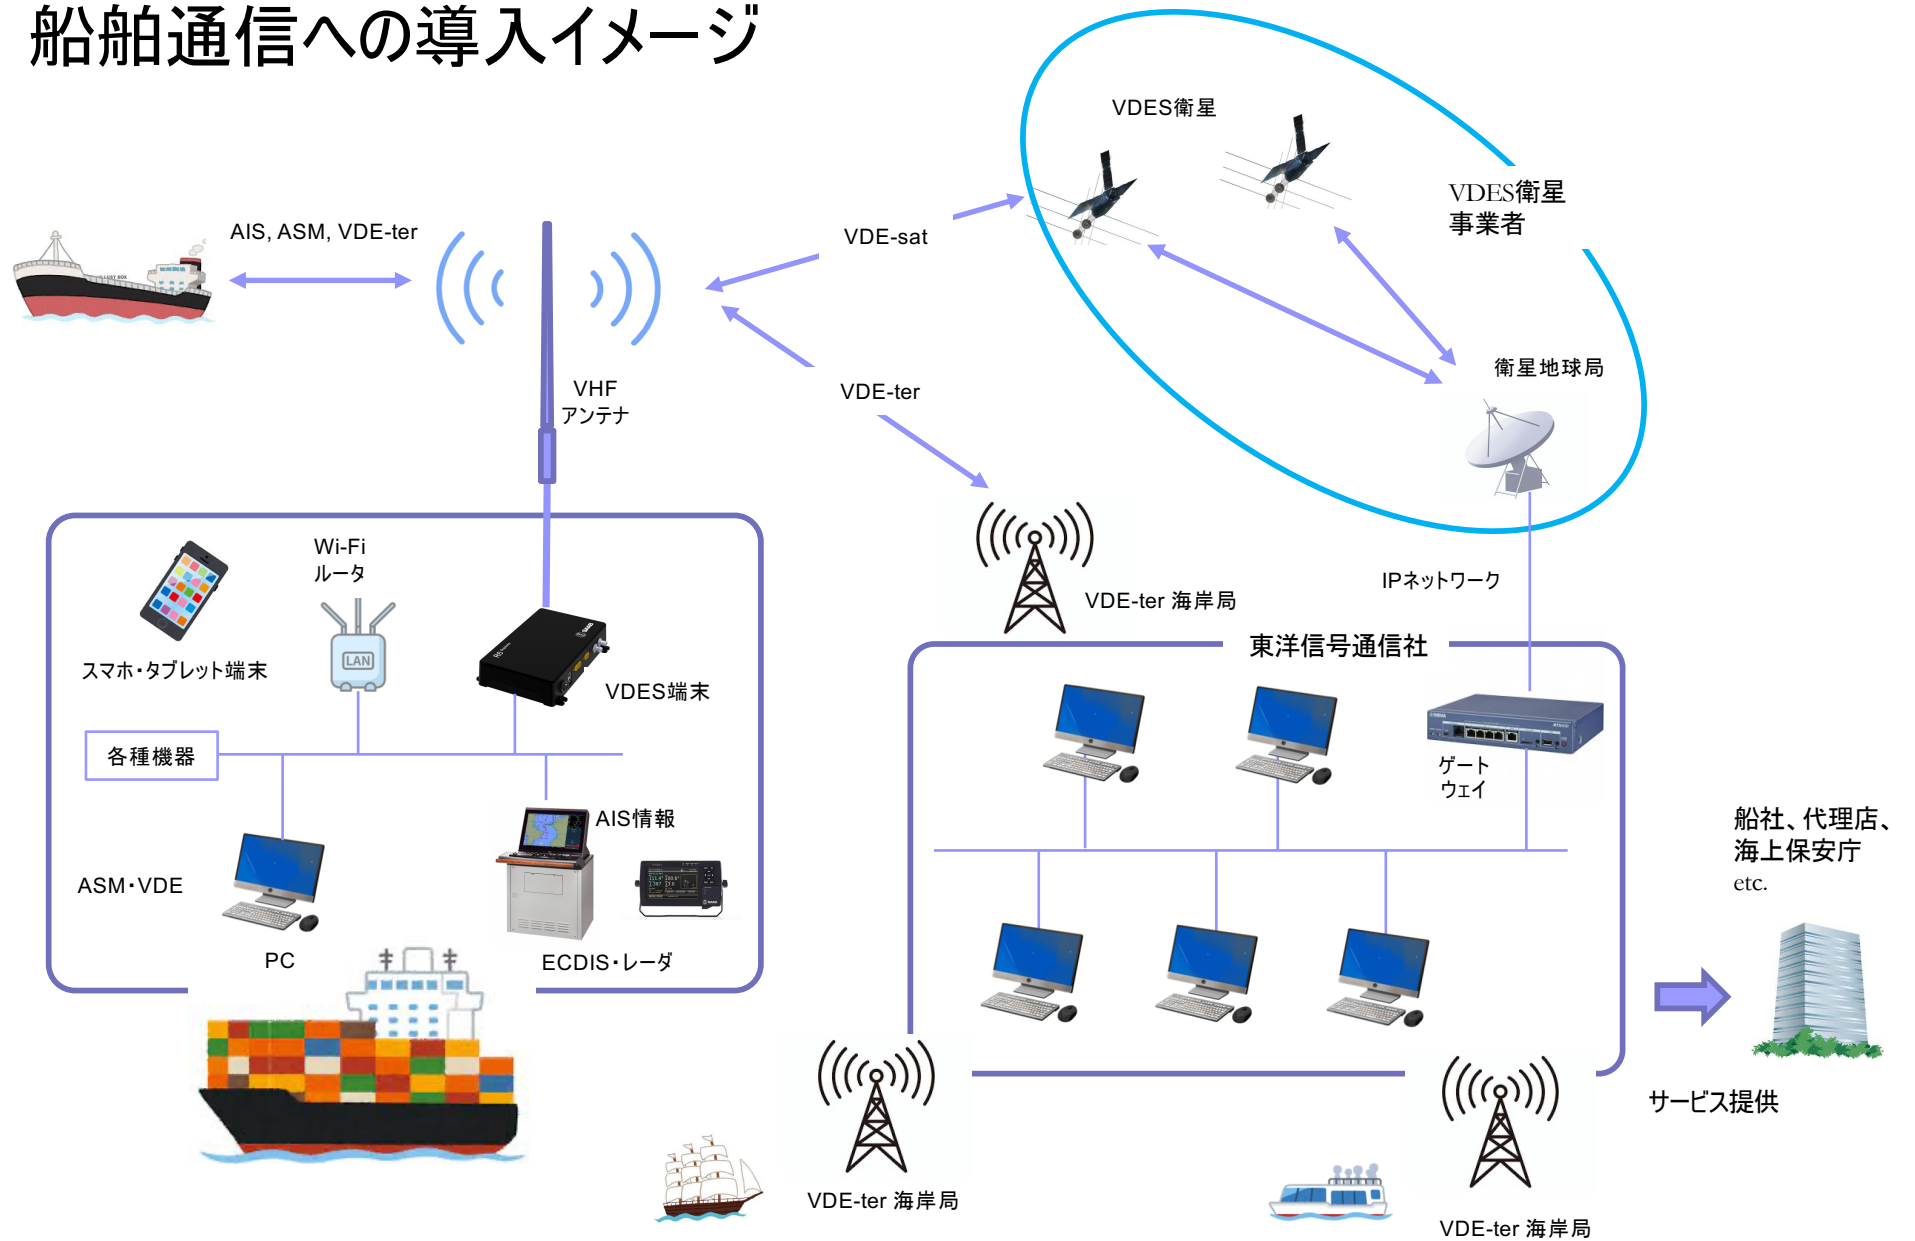 船舶通信への導入イメージ
VDES衛星
VDES衛星
事業者
AIS, ASM, VDE-ter
VDE-sat
衛星地球局
VHF
アンテナ
VDE-ter
Wi-Fi
ルータ
IPネットワーク
VDE-ter 海岸局
東洋信号通信社
LAN
スマホ・タブレット端末
VDES端末
各種機器
ゲート
ウェイ
AIS情報
船社、代理店、
海上保安庁
etc.
ASM・VDE
PC
ECDIS・レーダ
サービス提供
VDE-ter 海岸局
VDE-ter 海岸局